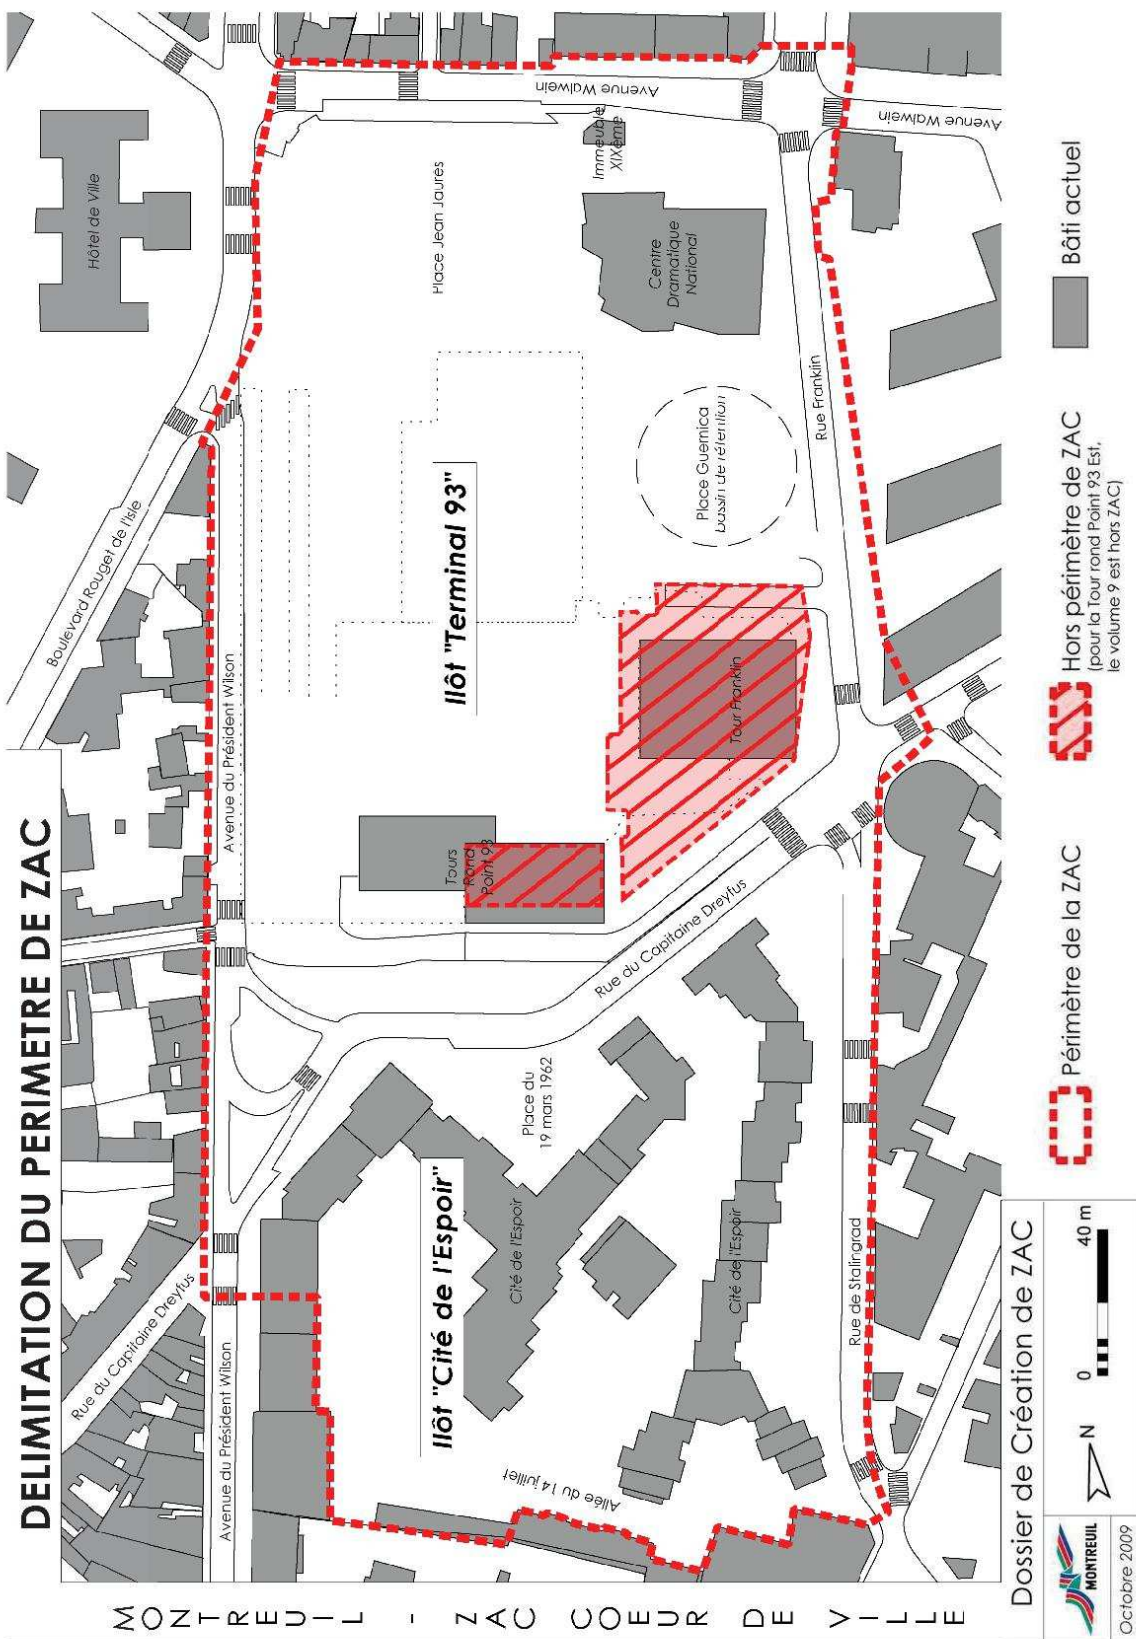 DELIMITATION DU PERIMETRE DE ZAC
MONTREUIL - ZAC COEUR DE VILLE
Rue du Capitaine Dreyfus
Avenue du Président Wilson
Avenue du Président Wilson
Boulevard Rouget de l'Isle
Hôtel de Ville
Ilôt "Cité de l'Espoir"
Ilôt "Terminal 93"
Place Jean Jaurès
Avenue Walwein
Avenue Walwein
Immeuble
XIXème
Centre
Dramatique
National
Place Guernica
bassin de rétention
Tours
Rond
Point 93
Tour Franklin
Rue Franklin
Rue du Capitaine Dreyfus
Place du
19 mars 1962
Cité de l'Espoir
Cité de l'Espoir
Allée du 14 juillet
Rue de Stalingrad
Dossier de Création de ZAC
MONTREUIL
Octobre 2009
N
0
40 m
Périmètre de la ZAC
Hors périmètre de ZAC
(pour la Tour rond Point 93 Est,
le volume 9 est hors ZAC)
Bâti actuel